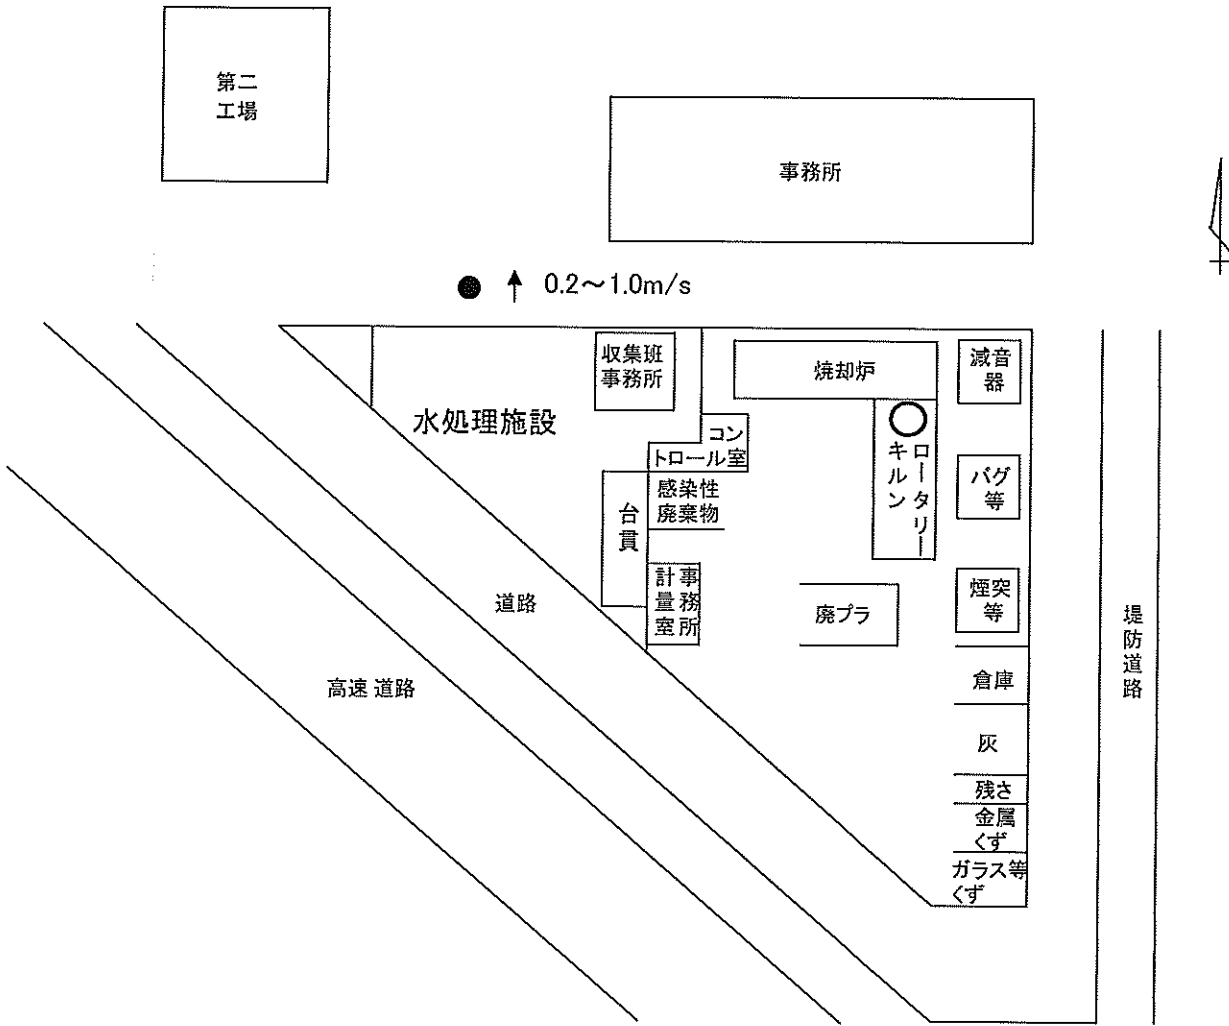 第二
工場
事務所
0.2～1.0m/s
収集班
事務所
焼却炉
減音
器
水処理施設
コン
トロール室
ロータリー
キルン
感染性
廃棄物
バグ
等
台貫
事務所
計量室
煙突
等
廃プラ
道路
堤防道路
高速 道路
倉庫
灰
残さ
金属
くず
ガラス等
くず